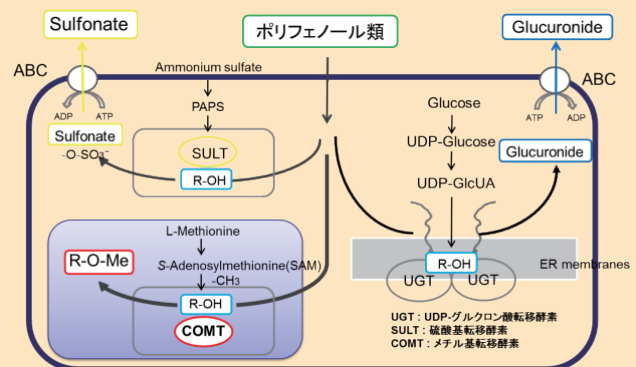 Sulfonate
ポリフェノール類
Glucuronide
ABC
ABC
Ammonium sulfate
ADP
ATP
PAPS
Sulfonate
-O-SO₃⁻
SULT
R-OH
Glucose
UDP-Glucose
UDP-GlcUA
ATP
ADP
Glucuronide
L-Methionine
R-O-Me
S-Adenosylmethionine(SAM)
-CH₃
R-OH
COMT
R-OH
ER membranes
UGT
UGT
UGT：UDP-グルクロン酸転移酵素
SULT：硫酸基転移酵素
COMT：メチル基転移酵素